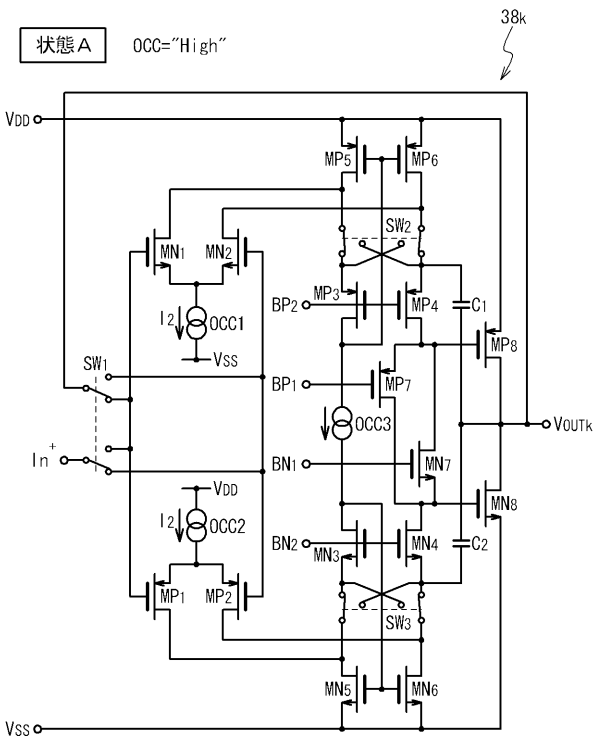 38k
状態A OCC="High"
VDD
MP5 MP6
SW2
MN1 MN2
MP3 MP4
BP2 C1
I2 OCC1
MP8
VSS
SW1
BP1 MP7
OCC3
VOUTk
In+
BN1 MN7
VDD
MN8
I2 OCC2
BN2 MN3 MN4 C2
MP1 MP2
SW3
MN5 MN6
VSS